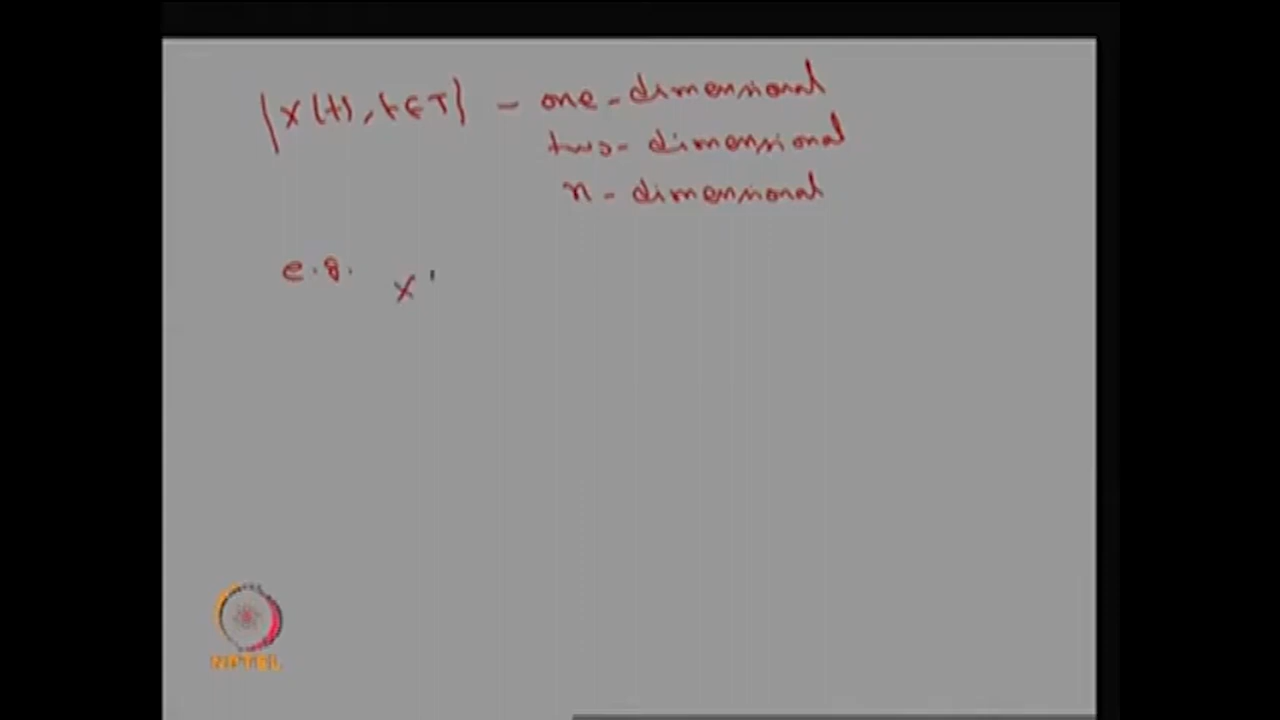 {X(t), t∈T} - one-dimensional
two-dimensional
n-dimensional
e.g. X
NPTEL